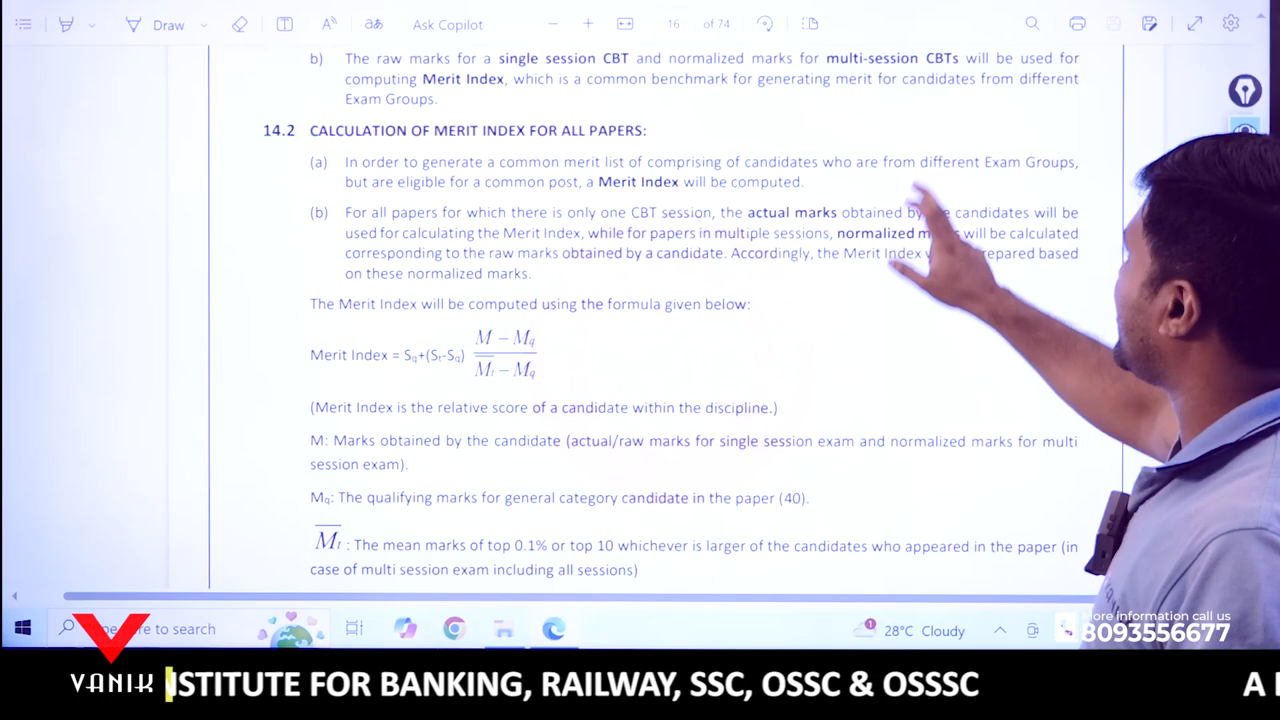 Draw
Ask Copilot
16 of 74
b) The raw marks for a single session CBT and normalized marks for multi-session CBTs will be used for
computing Merit Index, which is a common benchmark for generating merit for candidates from different
Exam Groups.
14.2 CALCULATION OF MERIT INDEX FOR ALL PAPERS:
(a) In order to generate a common merit list of comprising of candidates who are from different Exam Groups,
but are eligible for a common post, a Merit Index will be computed.
(b) For all papers for which there is only one CBT session, the actual marks obtained by candidates will be
used for calculating the Merit Index, while for papers in multiple sessions, normalized will be calculated
corresponding to the raw marks obtained by a candidate. Accordingly, the Merit Index based
on these normalized marks.
The Merit Index will be computed using the formula given below:
Merit Index = Sq+(St-Sq) (M − Mq) / (M̅t − Mq)
(Merit Index is the relative score of a candidate within the discipline.)
M: Marks obtained by the candidate (actual/raw marks for single session exam and normalized marks for multi
session exam).
Mq: The qualifying marks for general category candidate in the paper (40).
M̅t : The mean marks of top 0.1% or top 10 whichever is larger of the candidates who appeared in the paper (in
case of multi session exam including all sessions)
to search
1
28°C Cloudy
More information call us
8093556677
VANIK
INSTITUTE FOR BANKING, RAILWAY, SSC, OSSC & OSSSC
A